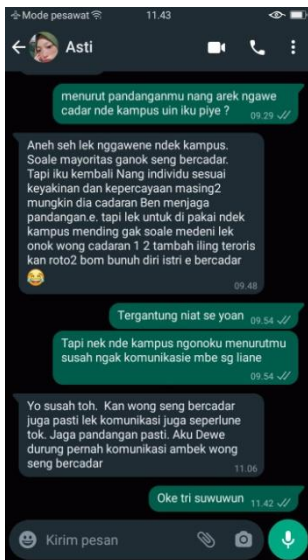 Mode pesawat
11.43
Asti
menurut pandanganmu nang arek ngawe
cadar nde kampus uin iku piye ?
09.29
Aneh seh lek nggawene ndek kampus.
Soale mayoritas ganok seng bercadar.
Tapi iku kembali Nang individu sesuai
keyakinan dan kepercayaan masing2
mungkin dia cadaran Ben menjaga
pandangan.e. tapi lek untuk di pakai ndek
kampus mending gak soale medeni lek
onok wong cadaran 1 2 tambah iling teroris
kan roto2 bom bunuh diri istri e bercadar
😂
09.48
Tergantung niat se yoan
09.54
Tapi nek nde kampus ngonoku menurutmu
susah ngak komunikasie mbe sg liane
09.54
Yo susah toh. Kan wong seng bercadar
juga pasti lek komunikasi juga seperlune
tok. Jaga pandangan pasti. Aku Dewe
durung pernah komunikasi ambek wong
seng bercadar
11.06
Oke tri suwuwun
11.42
Kirim pesan